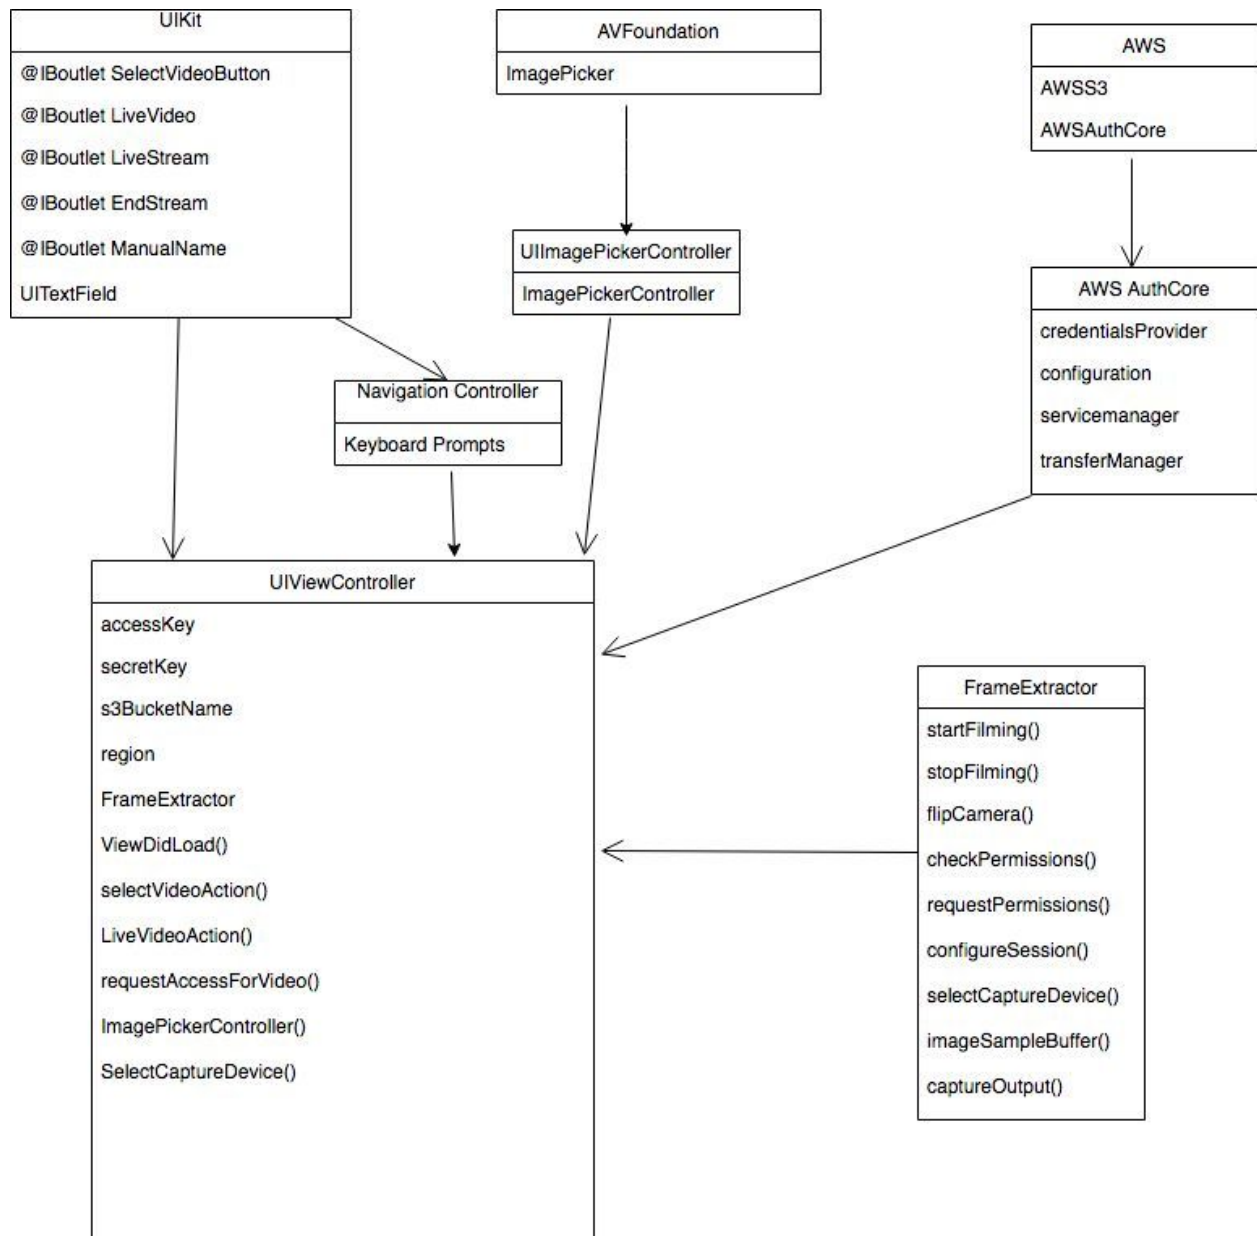 UIKit
@IBoutlet SelectVideoButton
@IBoutlet LiveVideo
@IBoutlet LiveStream
@IBoutlet EndStream
@IBoutlet ManualName
UITextField
AVFoundation
ImagePicker
AWS
AWSS3
AWSAuthCore
UIImagePickerController
ImagePickerController
AWS AuthCore
credentialsProvider
configuration
servicemanager
transferManager
Navigation Controller
Keyboard Prompts
UIViewController
accessKey
secretKey
s3BucketName
region
FrameExtractor
ViewDidLoad()
selectVideoAction()
LiveVideoAction()
requestAccessForVideo()
ImagePickerController()
SelectCaptureDevice()
FrameExtractor
startFilming()
stopFilming()
flipCamera()
checkPermissions()
requestPermissions()
configureSession()
selectCaptureDevice()
imageSampleBuffer()
captureOutput()